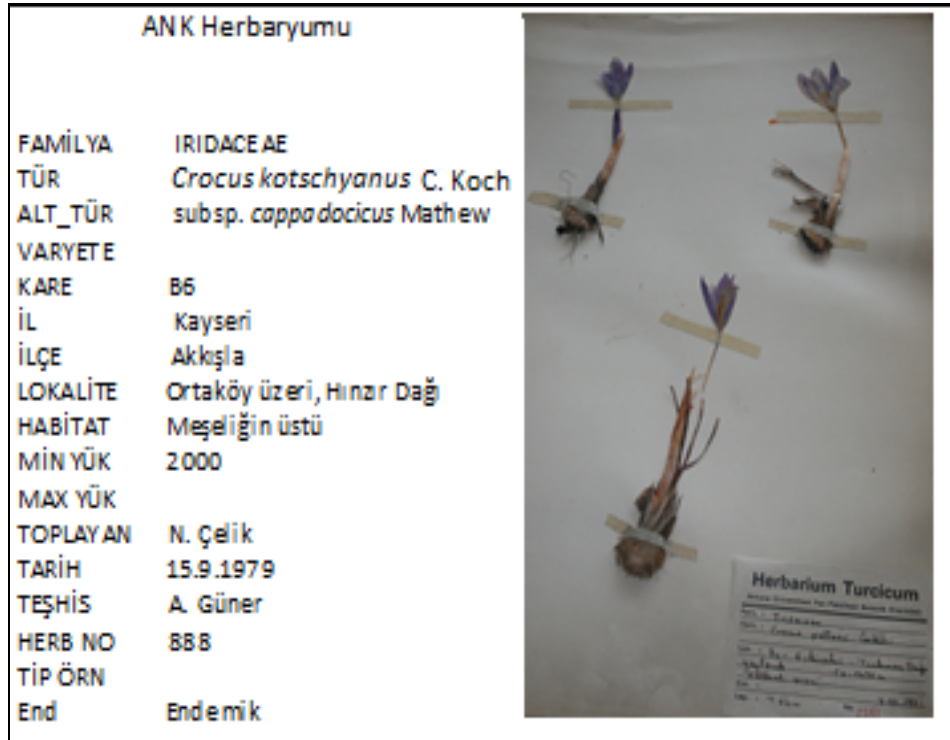 ANK Herbaryumu
FAMİLYA IRIDACEAE
TÜR Crocus kotschyanus C. Koch
ALT_TÜR subsp. cappadocicus Mathew
VARYETE
KARE B6
İL Kayseri
İLÇE Akkışla
LOKALİTE Ortaköy üzeri, Hınzır Dağı
HABİTAT Meşeliğin üstü
MİN YÜK 2000
MAX YÜK
TOPLAYAN N. Çelik
TARİH 15.9.1979
TEŞHİS A. Güner
HERB NO 888
TİP ÖRN
End Endemik
Herbarium Turcicum
Crocus